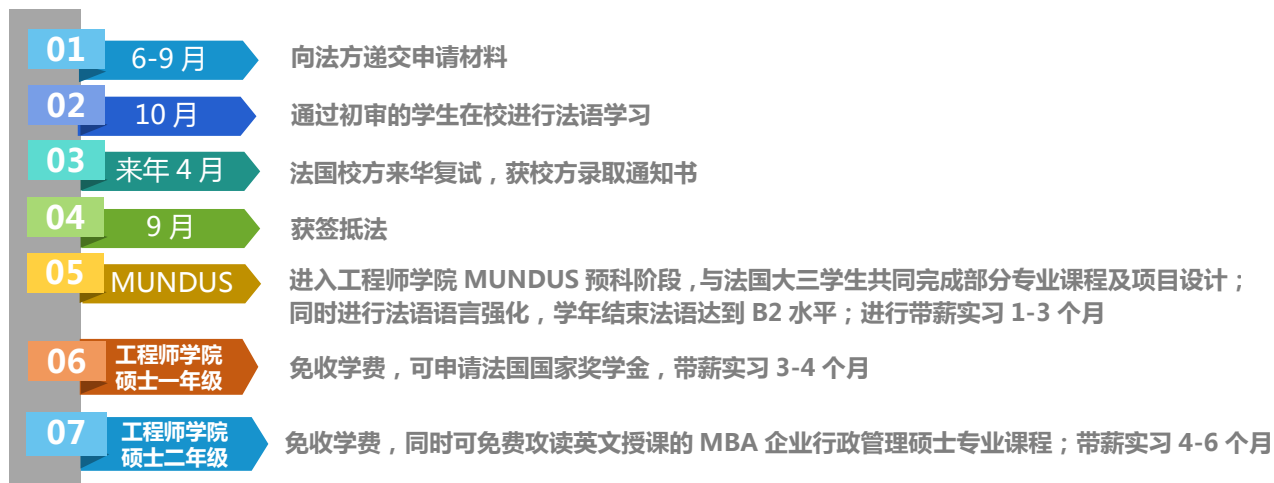 01 6-9 月 向法方递交申请材料
02 10 月 通过初审的学生在校进行法语学习
03 来年 4 月 法国校方来华复试，获校方录取通知书
04 9 月 获签抵法
05 MUNDUS 进入工程师学院 MUNDUS 预科阶段，与法国大三学生共同完成部分专业课程及项目设计；
同时进行法语语言强化，学年结束法语达到 B2 水平；进行带薪实习 1-3 个月
06 工程师学院
硕士一年级
免收学费，可申请法国国家奖学金，带薪实习 3-4 个月
07 工程师学院
硕士二年级
免收学费，同时可免费攻读英文授课的 MBA 企业行政管理硕士专业课程；带薪实习 4-6 个月